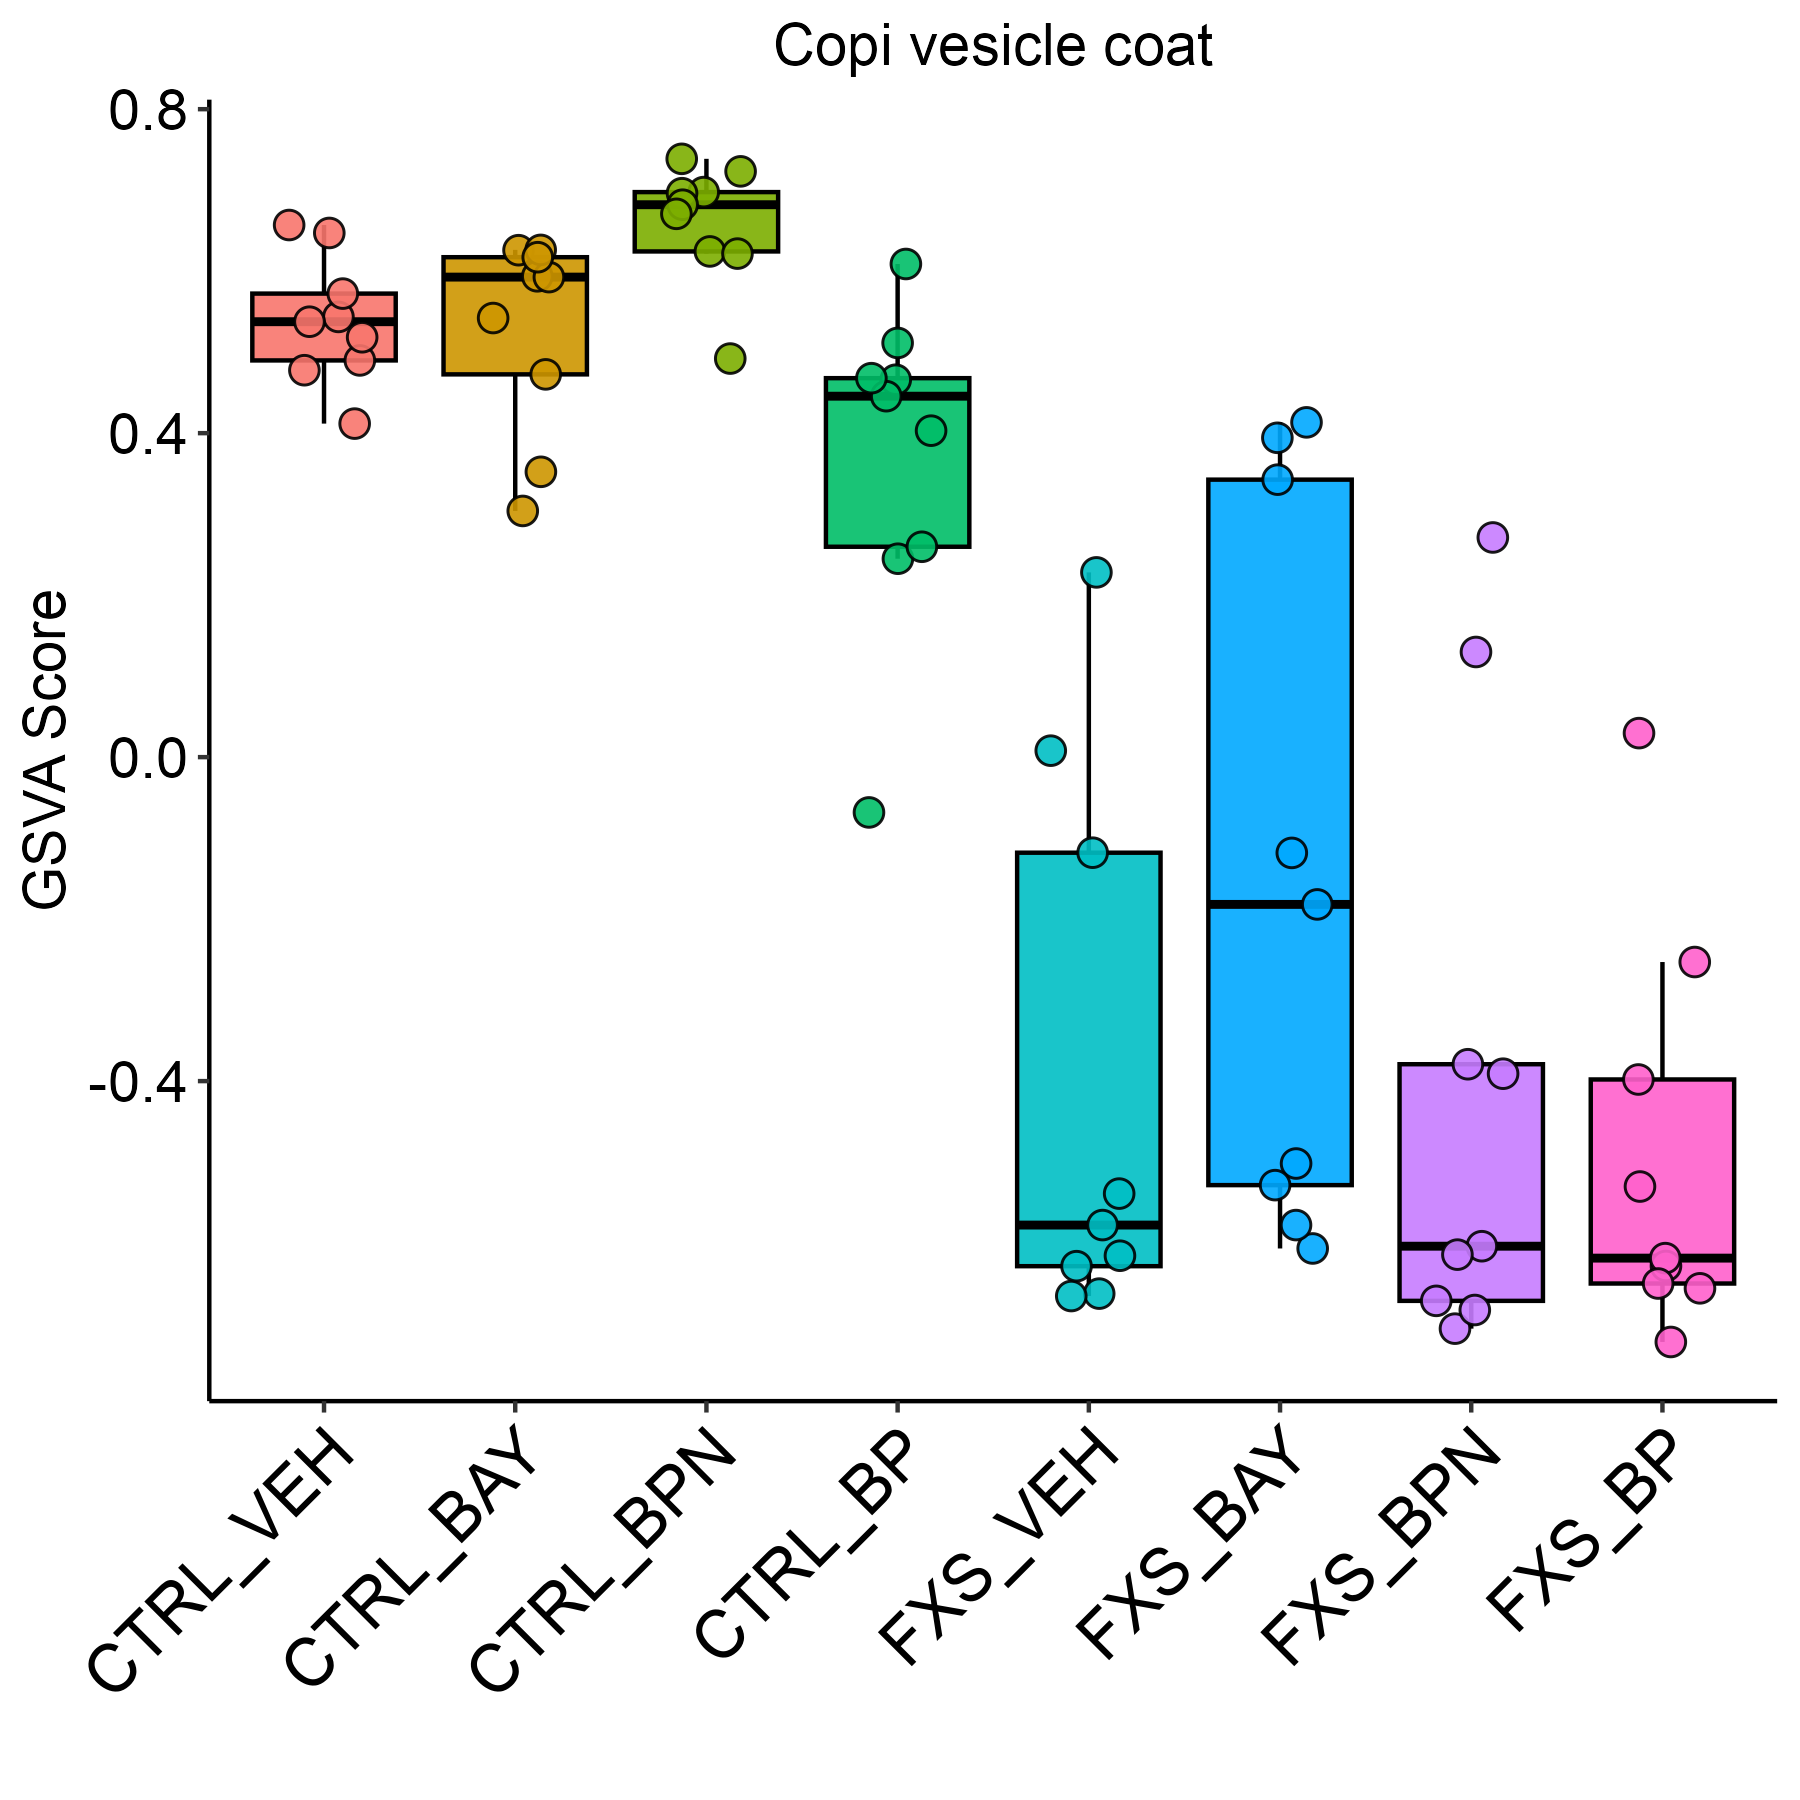 Copi vesicle coat
0.8
0.4
0.0
-0.4
GSVA Score
CTRL_VEH
CTRL_BAY
CTRL_BPN
CTRL_BP
FXS_VEH
FXS_BAY
FXS_BPN
FXS_BP